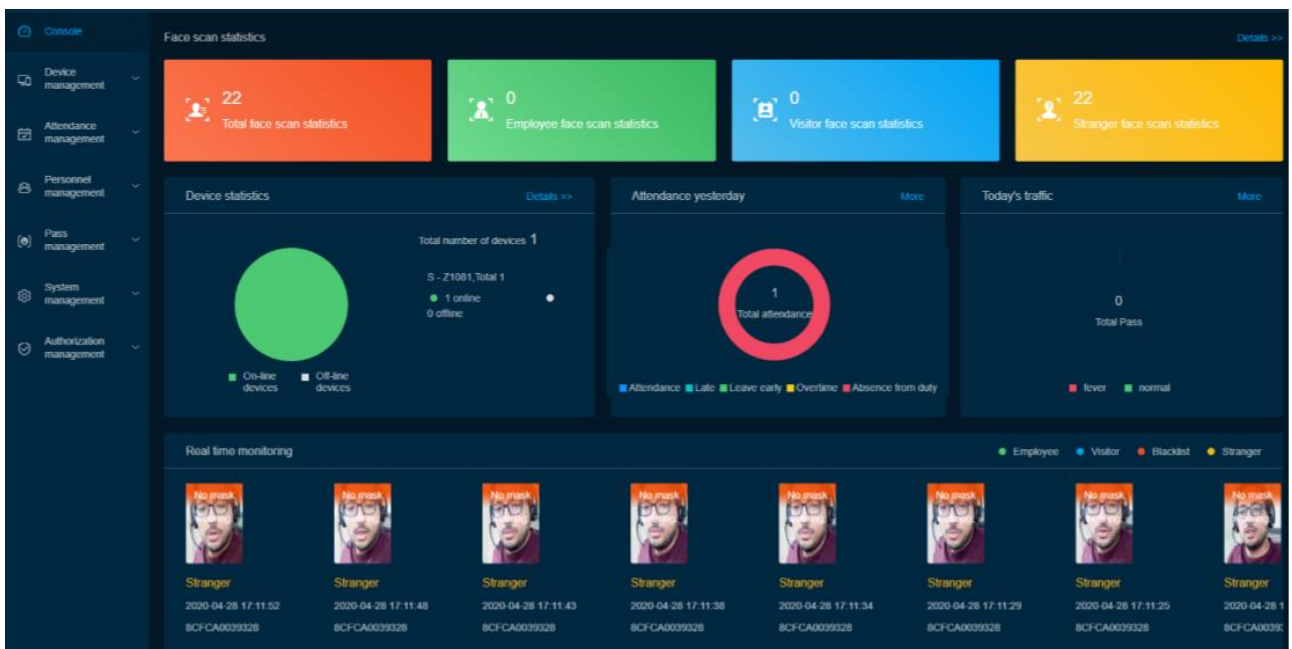 Console
Device
management
Attendance
management
Personnel
management
Pass
management
System
management
Authorization
management
Face scan statistics
Details >>
22
Total face scan statistics
0
Employee face scan statistics
0
Visitor face scan statistics
22
Stranger face scan statistics
Device statistics
Details >>
Total number of devices 1
S - Z1081,Total 1
1 online
0 offline
On-line
devices
Off-line
devices
Attendance yesterday
More
1
Total attendance
Attendance Late Leave early Overtime Absence from duty
Today's traffic
More
0
Total Pass
fever normal
Real time monitoring
Employee Visitor Blacklist Stranger
No mask No mask No mask No mask No mask No mask No mask No mask
Stranger Stranger Stranger Stranger Stranger Stranger Stranger Stranger
2020-04-28 17:11:52 2020-04-28 17:11:48 2020-04-28 17:11:43 2020-04-28 17:11:38 2020-04-28 17:11:34 2020-04-28 17:11:29 2020-04-28 17:11:25 2020-04-28 1
8CFCA0039328 8CFCA0039328 8CFCA0039328 8CFCA0039328 8CFCA0039328 8CFCA0039328 8CFCA0039328 8CFCA0039